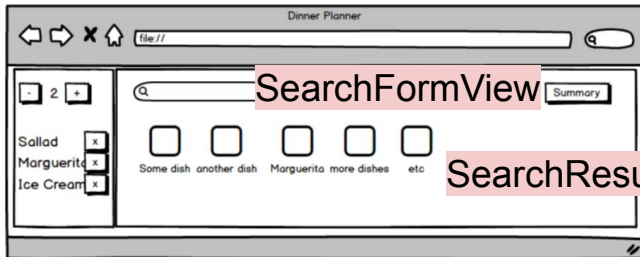 Dinner Planner
file://
- 2 +
SearchFormView
Summary
Sallad x
Marguerita x
Ice Cream x
Some dish another dish Marguerita more dishes etc
SearchResu